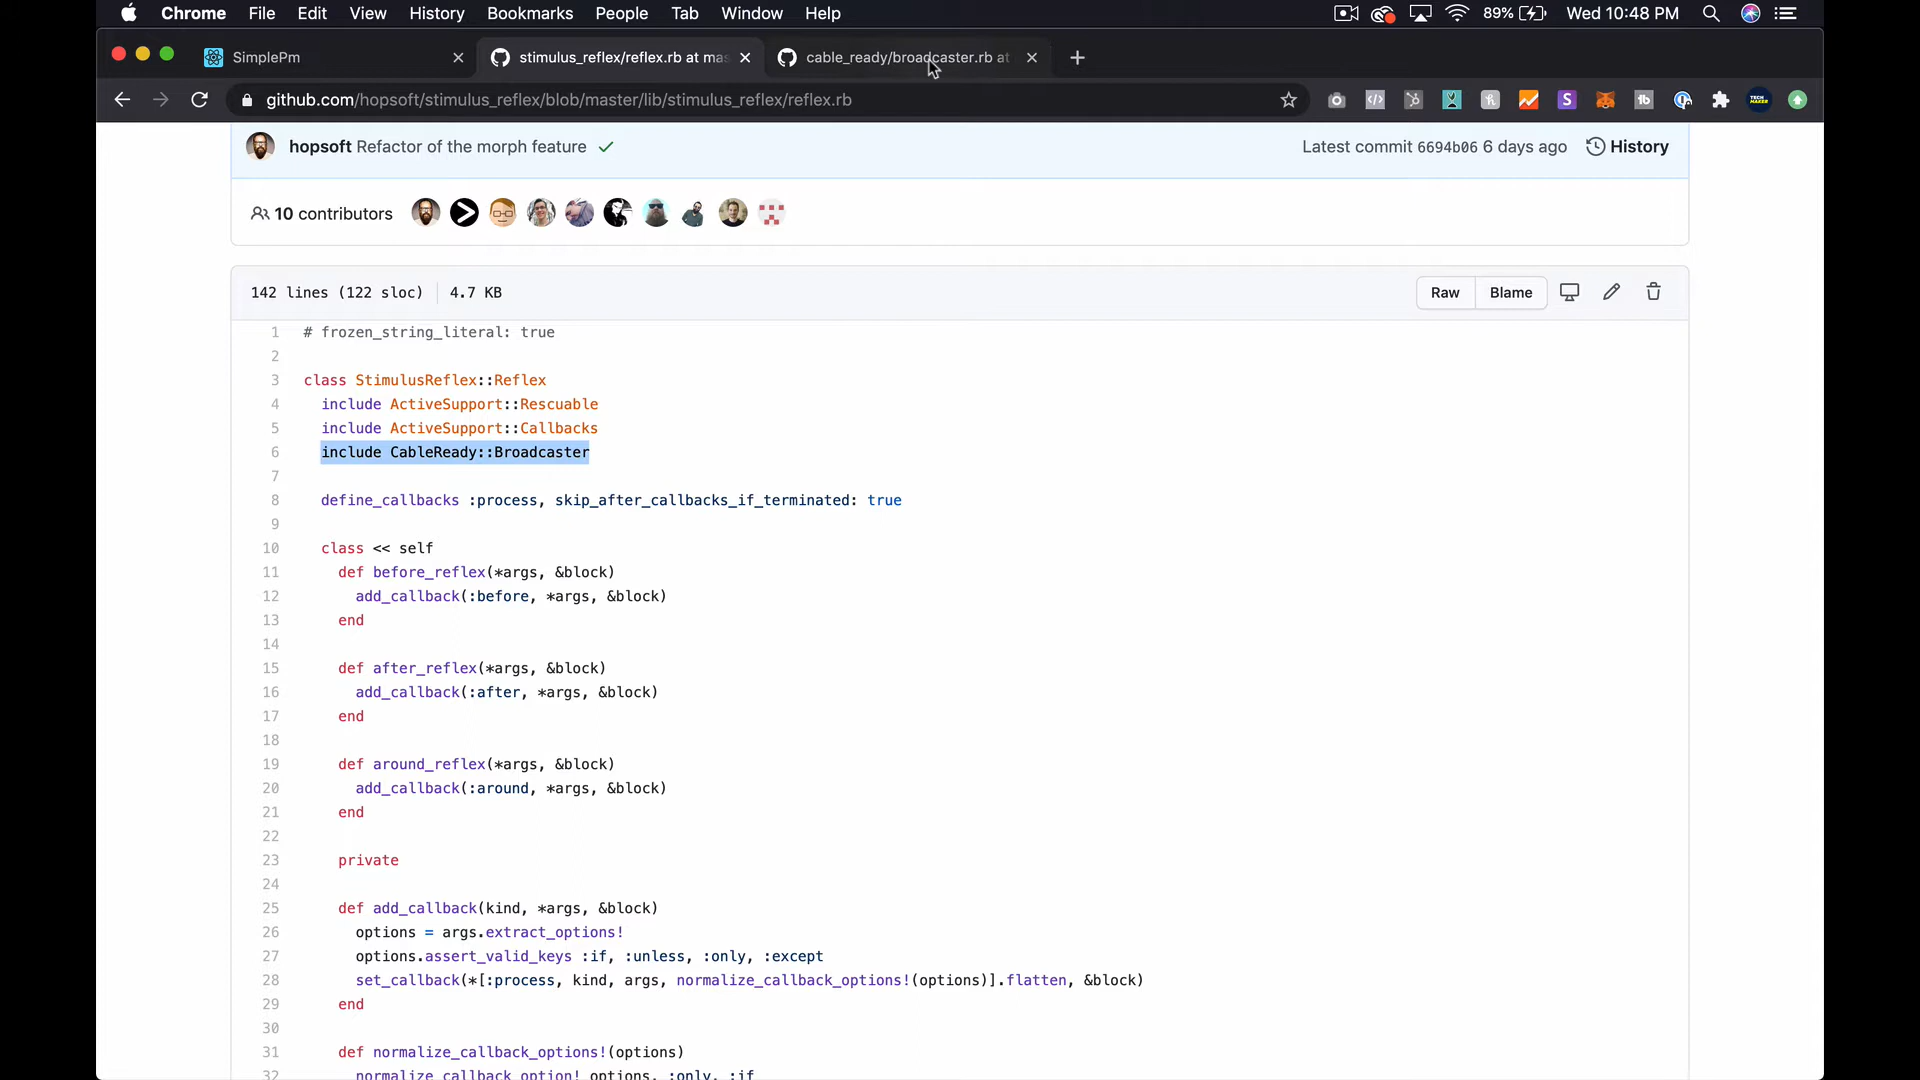 Chrome File Edit View History Bookmarks People Tab Window Help 89% Wed 10:48 PM
SimplePm stimulus_reflex/reflex.rb at mas cable_ready/broadcaster.rb at
github.com/hopsoft/stimulus_reflex/blob/master/lib/stimulus_reflex/reflex.rb
hopsoft Refactor of the morph feature Latest commit 6694b06 6 days ago History
10 contributors
142 lines (122 sloc) 4.7 KB Raw Blame
1 # frozen_string_literal: true
2
3 class StimulusReflex::Reflex
4 include ActiveSupport::Rescuable
5 include ActiveSupport::Callbacks
6 include CableReady::Broadcaster
7
8 define_callbacks :process, skip_after_callbacks_if_terminated: true
9
10 class << self
11 def before_reflex(*args, &block)
12 add_callback(:before, *args, &block)
13 end
14
15 def after_reflex(*args, &block)
16 add_callback(:after, *args, &block)
17 end
18
19 def around_reflex(*args, &block)
20 add_callback(:around, *args, &block)
21 end
22
23 private
24
25 def add_callback(kind, *args, &block)
26 options = args.extract_options!
27 options.assert_valid_keys :if, :unless, :only, :except
28 set_callback(*[:process, kind, args, normalize_callback_options!(options)].flatten, &block)
29 end
30
31 def normalize_callback_options!(options)
32 normalize_callback_option! options, :only, :if